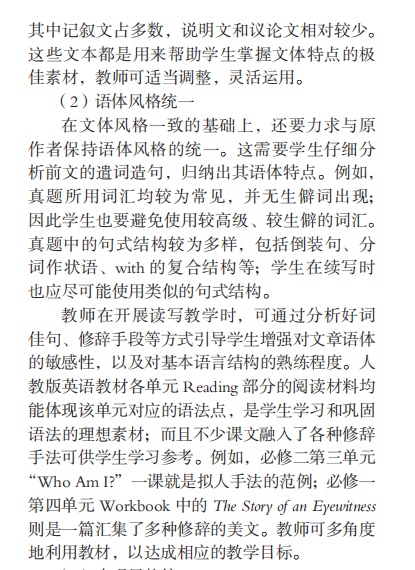 其中记叙文占多数，说明文和议论文相对较少。
这些文本都是用来帮助学生掌握文体特点的极
佳素材，教师可适当调整，灵活运用。
（2）语体风格统一
在文体风格一致的基础上，还要力求与原
作者保持语体风格的统一。这需要学生仔细分
析前文的遣词造句，归纳出其语体特点。例如，
真题所用词汇均较为常见，并无生僻词出现；
因此学生也要避免使用较高级、较生僻的词汇。
真题中的句式结构较为多样，包括倒装句、分
词作状语、with 的复合结构等；学生在续写时
也应尽可能使用类似的句式结构。
教师在开展读写教学时，可通过分析好词
佳句、修辞手段等方式引导学生增强对文章语体
的敏感性，以及对基本语言结构的熟练程度。人
教版英语教材各单元 Reading 部分的阅读材料均
能体现该单元对应的语法点，是学生学习和巩固
语法的理想素材；而且不少课文融入了各种修辞
手法可供学生学习参考。例如，必修二第三单元
“Who Am I?” 一课就是拟人手法的范例；必修一
第四单元 Workbook 中的 The Story of an Eyewitness
则是一篇汇集了多种修辞的美文。教师可多角度
地利用教材，以达成相应的教学目标。